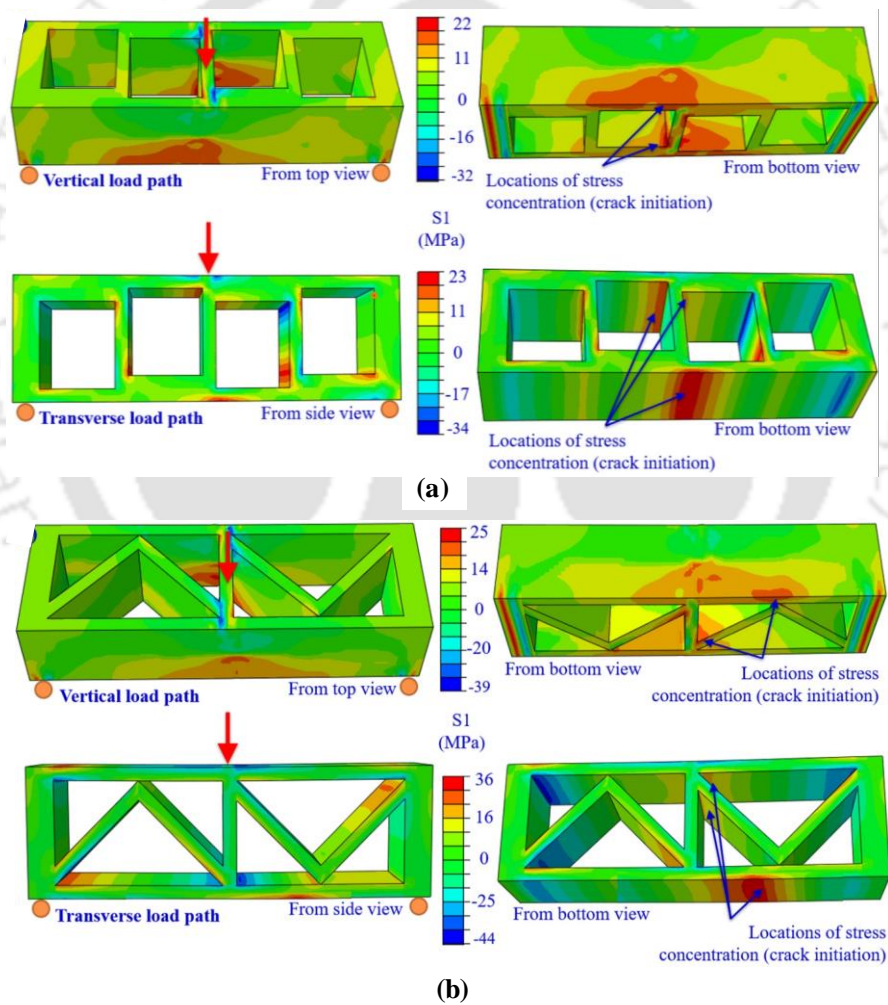 22
11
0
-16
-32
Vertical load path
From top view
Locations of stress
concentration (crack initiation)
From bottom view
S1
(MPa)
23
11
0
-17
-34
Transverse load path
From side view
Locations of stress
concentration (crack initiation)
From bottom view
(a)
25
14
0
-20
-39
Vertical load path
From top view
From bottom view
Locations of stress
concentration (crack initiation)
S1
(MPa)
36
16
0
-25
-44
Transverse load path
From side view
From bottom view
Locations of stress
concentration (crack initiation)
(b)